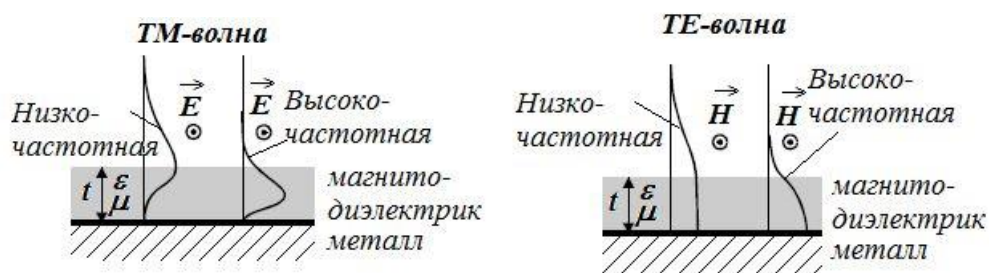 ТМ-волна
Низко-
частотная
E
E
Высоко-
частотная
t
ε
μ
магнито-
диэлектрик
металл
ТЕ-волна
Низко-
частотная
H
H
Высоко-
частотная
t
ε
μ
магнито-
диэлектрик
металл